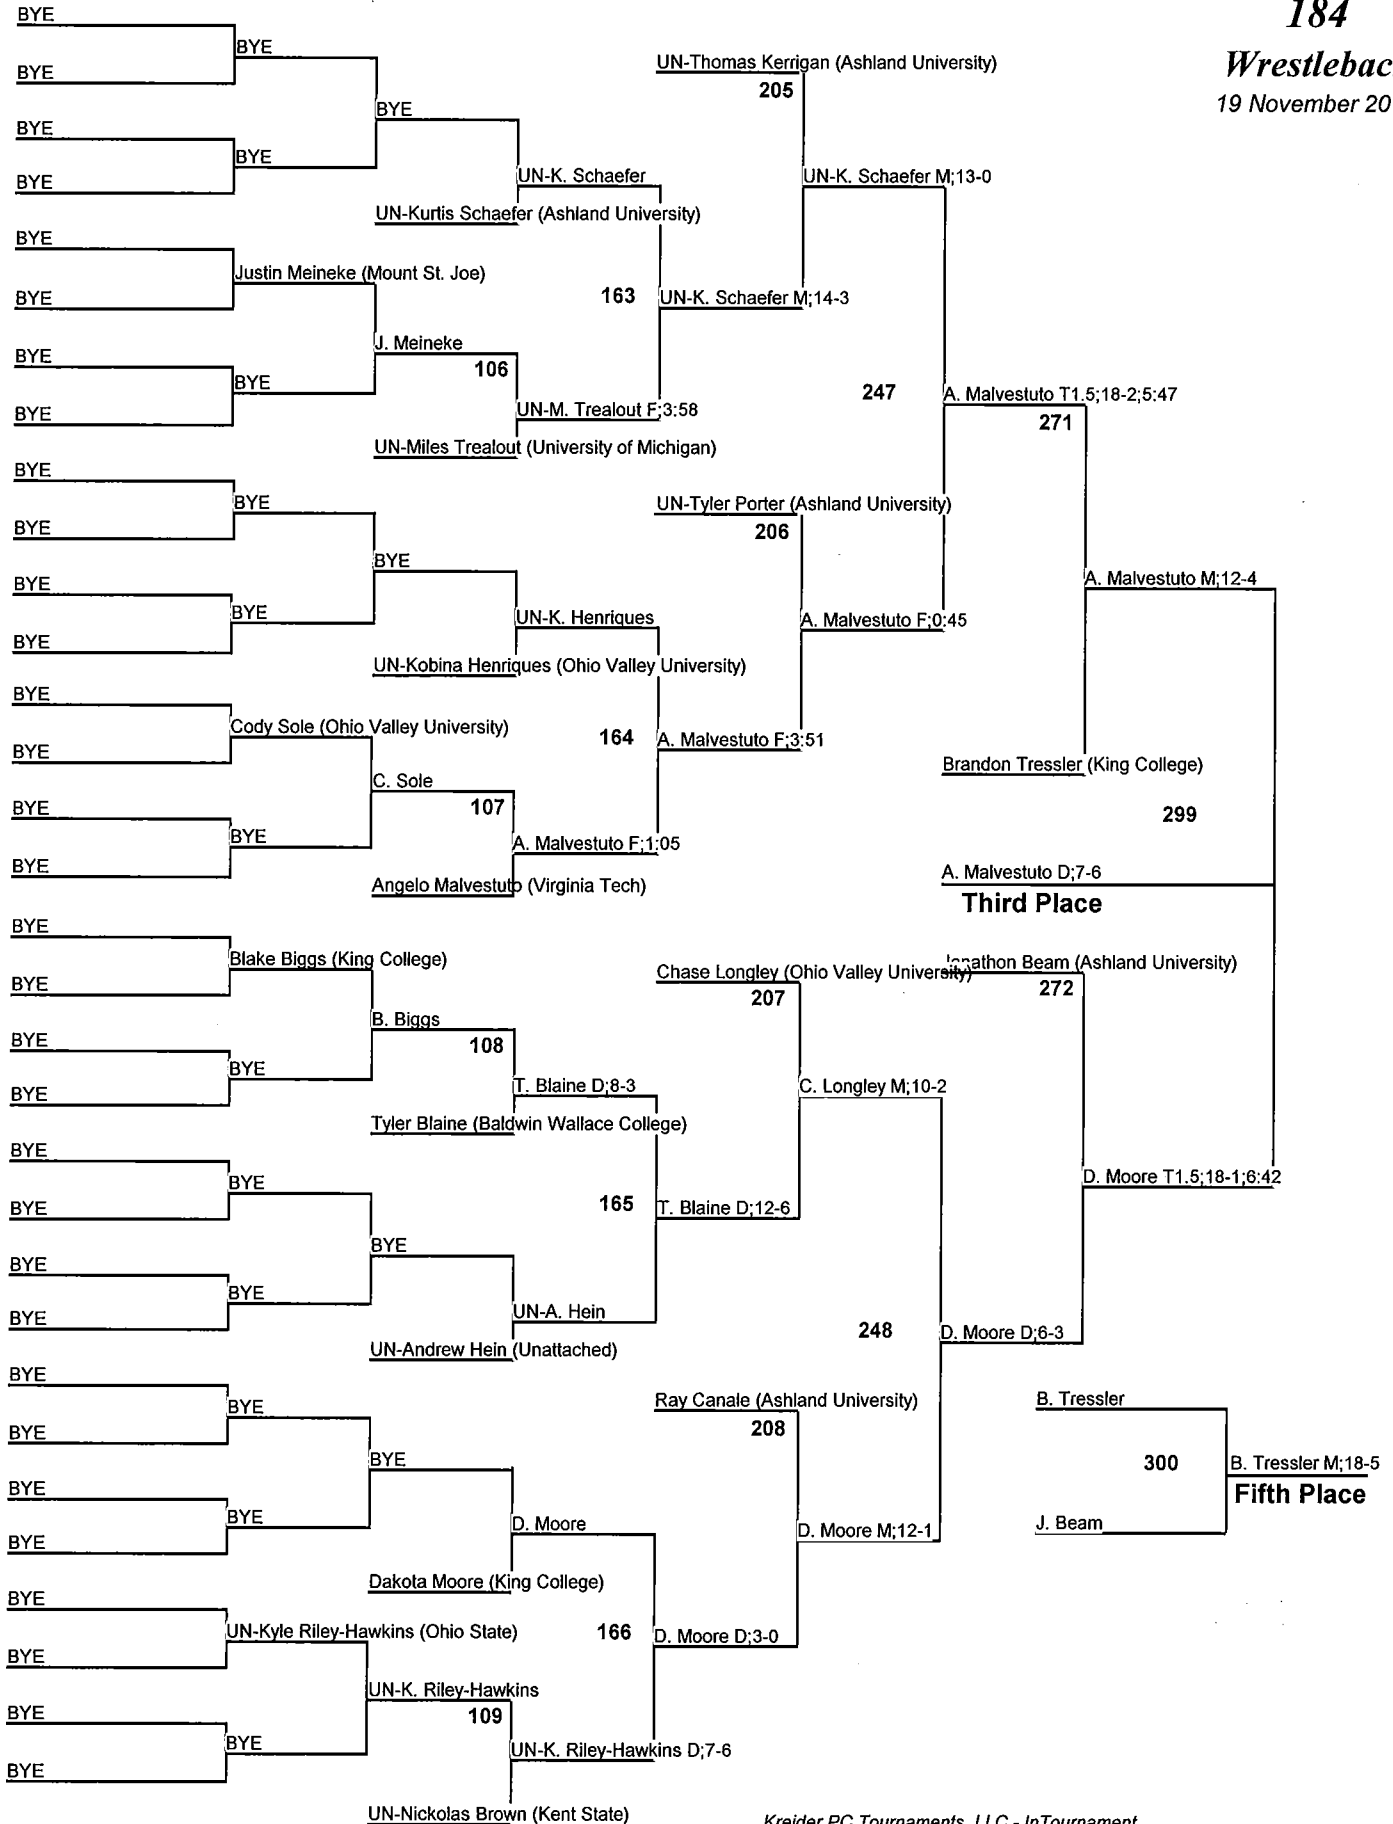 184
Wrestlebac
19 November 20
BYE
BYE
BYE
UN-Thomas Kerrigan (Ashland University)
205
BYE
BYE
BYE
BYE
UN-K. Schaefer
UN-K. Schaefer M;13-0
UN-Kurtis Schaefer (Ashland University)
BYE
Justin Meineke (Mount St. Joe)
BYE
163
UN-K. Schaefer M;14-3
J. Meineke
BYE
106
BYE
247
A. Malvestuto T1.5;18-2;5:47
BYE
UN-M. Trealout F;3:58
271
UN-Miles Trealout (University of Michigan)
BYE
BYE
UN-Tyler Porter (Ashland University)
BYE
206
BYE
BYE
A. Malvestuto M;12-4
BYE
UN-K. Henriques
A. Malvestuto F;0:45
BYE
UN-Kobina Henriques (Ohio Valley University)
BYE
Cody Sole (Ohio Valley University)
BYE
164
A. Malvestuto F;3:51
C. Sole
Brandon Tressler (King College)
BYE
107
299
BYE
A. Malvestuto F;1:05
BYE
Angelo Malvestuto (Virginia Tech)
A. Malvestuto D;7-6
Third Place
BYE
Blake Biggs (King College)
Chase Longley (Ohio Valley University)
Jonathon Beam (Ashland University)
BYE
207
272
B. Biggs
BYE
108
BYE
T. Blaine D;8-3
C. Longley M;10-2
BYE
Tyler Blaine (Baldwin Wallace College)
BYE
BYE
D. Moore T1.5;18-1;6:42
BYE
165
T. Blaine D;12-6
BYE
BYE
BYE
UN-A. Hein
BYE
248
D. Moore D;6-3
UN-Andrew Hein (Unattached)
BYE
BYE
Ray Canale (Ashland University)
B. Tressler
BYE
208
BYE
300
B. Tressler M;18-5
BYE
Fifth Place
BYE
D. Moore
D. Moore M;12-1
J. Beam
BYE
Dakota Moore (King College)
BYE
UN-Kyle Riley-Hawkins (Ohio State)
166
D. Moore D;3-0
BYE
UN-K. Riley-Hawkins
BYE
109
BYE
UN-K. Riley-Hawkins D;7-6
BYE
UN-Nickolas Brown (Kent State)
Kreider PC Tournaments, LLC - InTournament